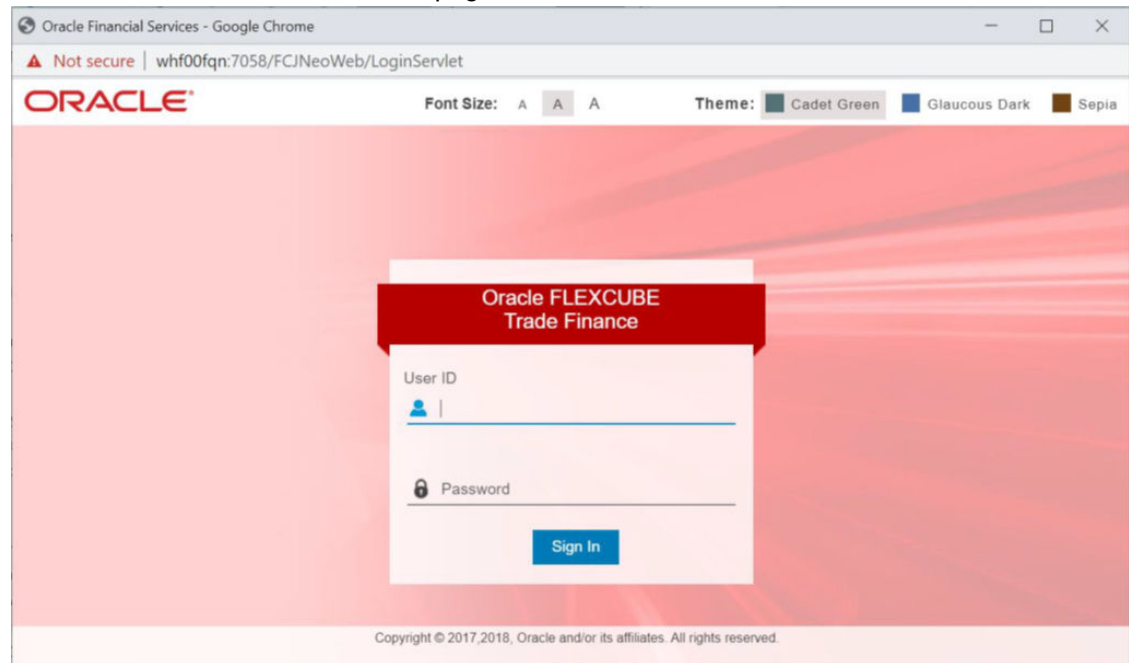 Oracle Financial Services - Google Chrome
Not secure | whf00fqn:7058/FCJNeoWeb/LoginServlet
ORACLE® Font Size: A A A Theme: Cadet Green Glaucous Dark Sepia
Oracle FLEXCUBE
Trade Finance
User ID
Password
Sign In
Copyright © 2017,2018, Oracle and/or its affiliates. All rights reserved.